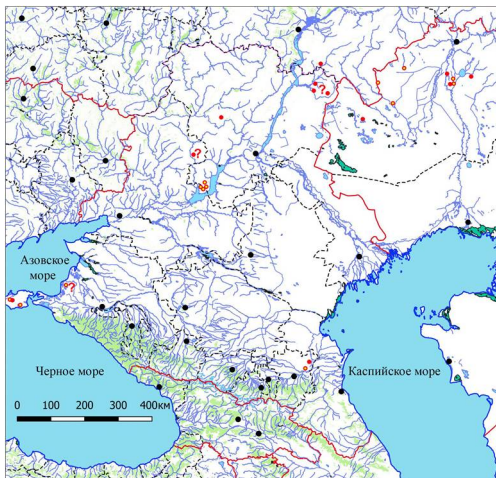 ?
?
Азовское
море
?
Черное море
Каспийское море
0 100 200 300 400км